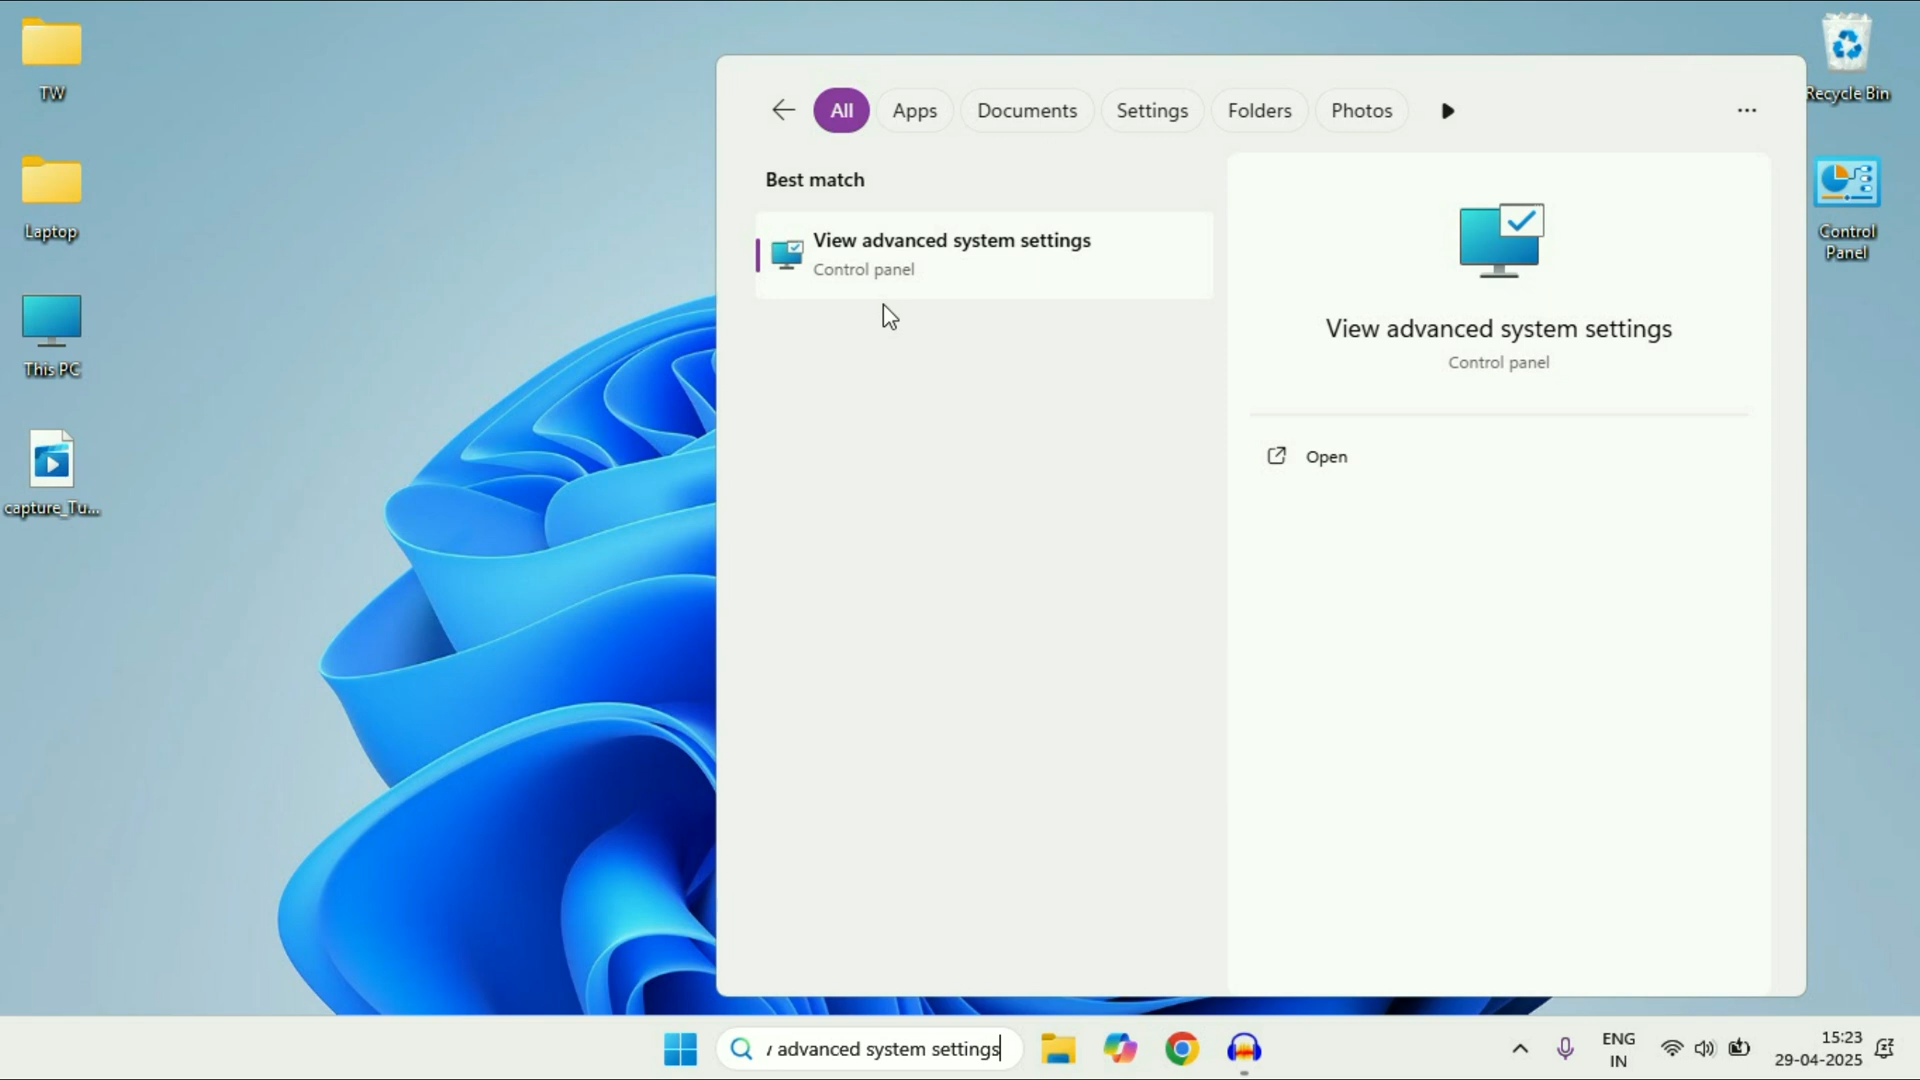 TW
Laptop
This PC
capture_Tu...
All
Apps
Documents
Settings
Folders
Photos
Best match
View advanced system settings
Control panel
View advanced system settings
Control panel
Open
Recycle Bin
Control
Panel
advanced system settings
ENG
IN
15:23
29-04-2025